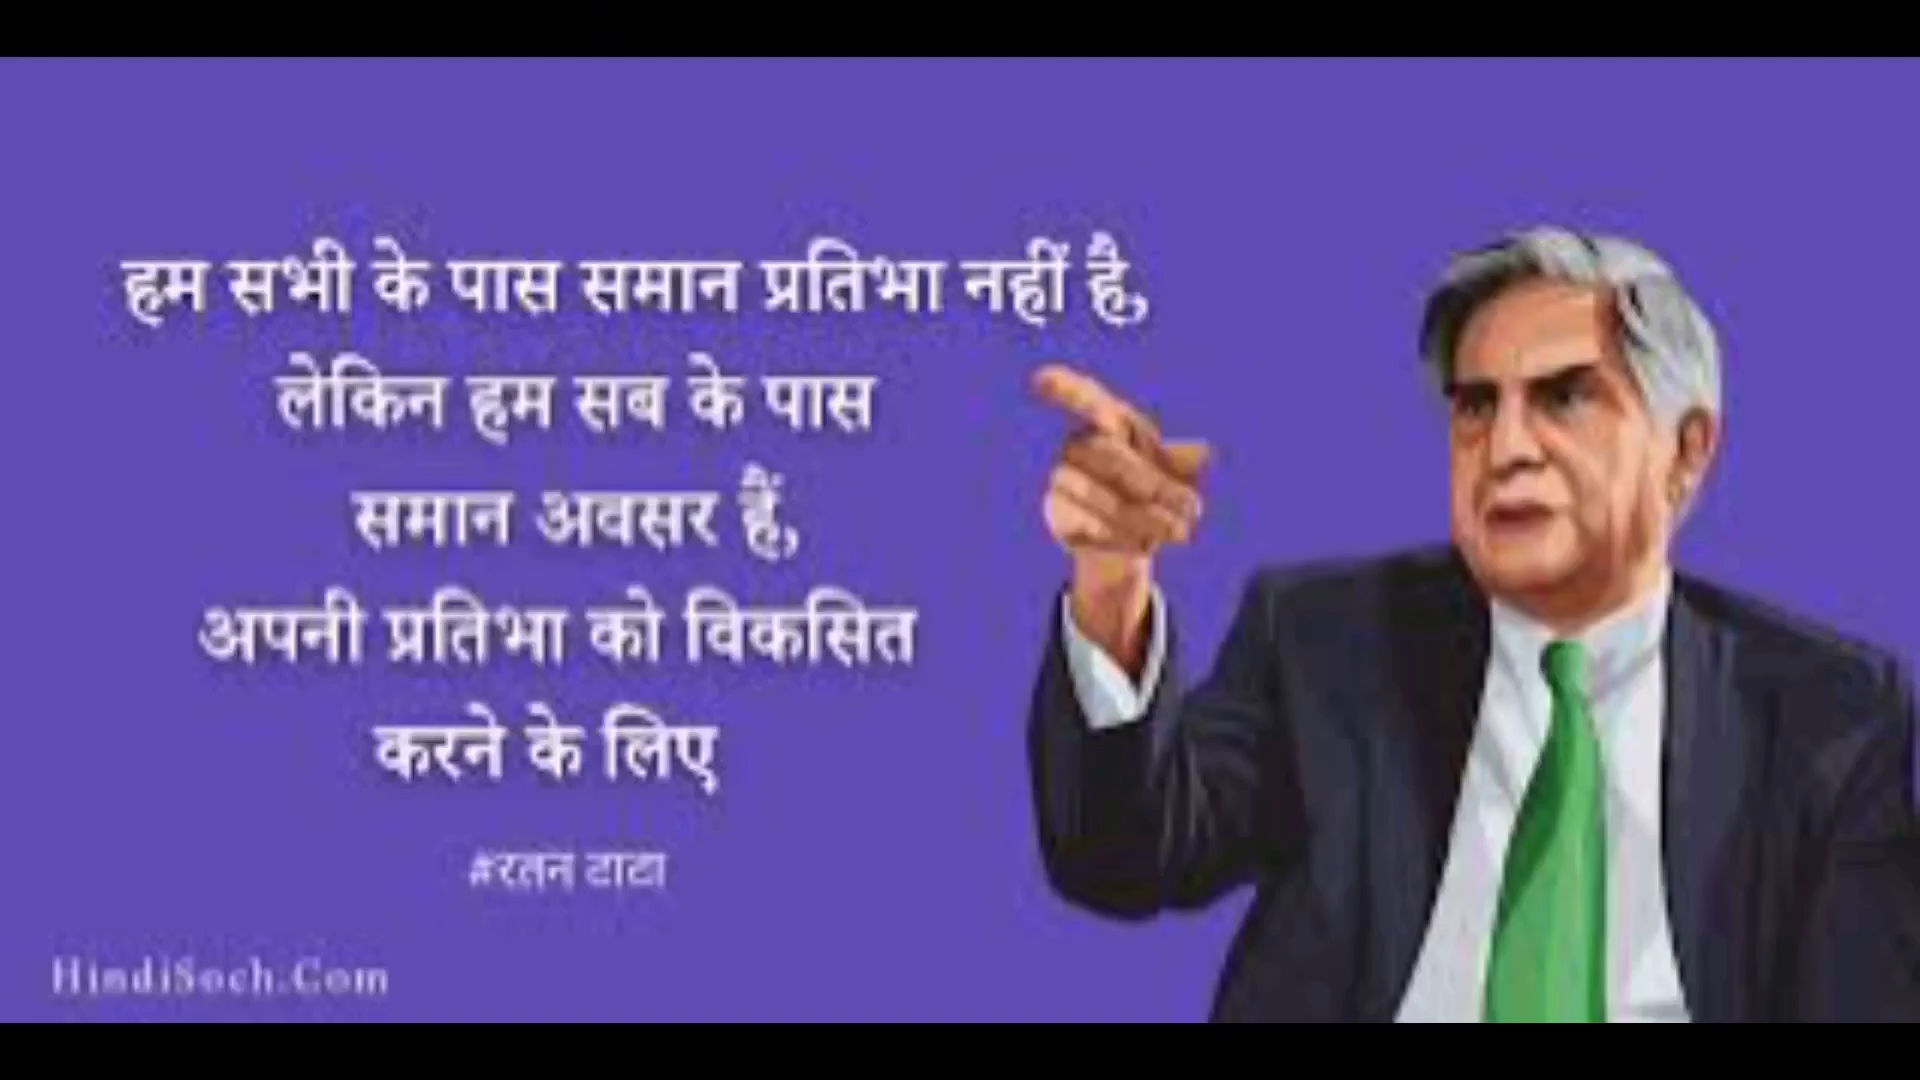 हम सभी के पास समान प्रतिभा नहीं है,
लेकिन हम सब के पास
समान अवसर हैं,
अपनी प्रतिभा को विकसित
करने के लिए
#रतन टाटा
HindiSoch.Com